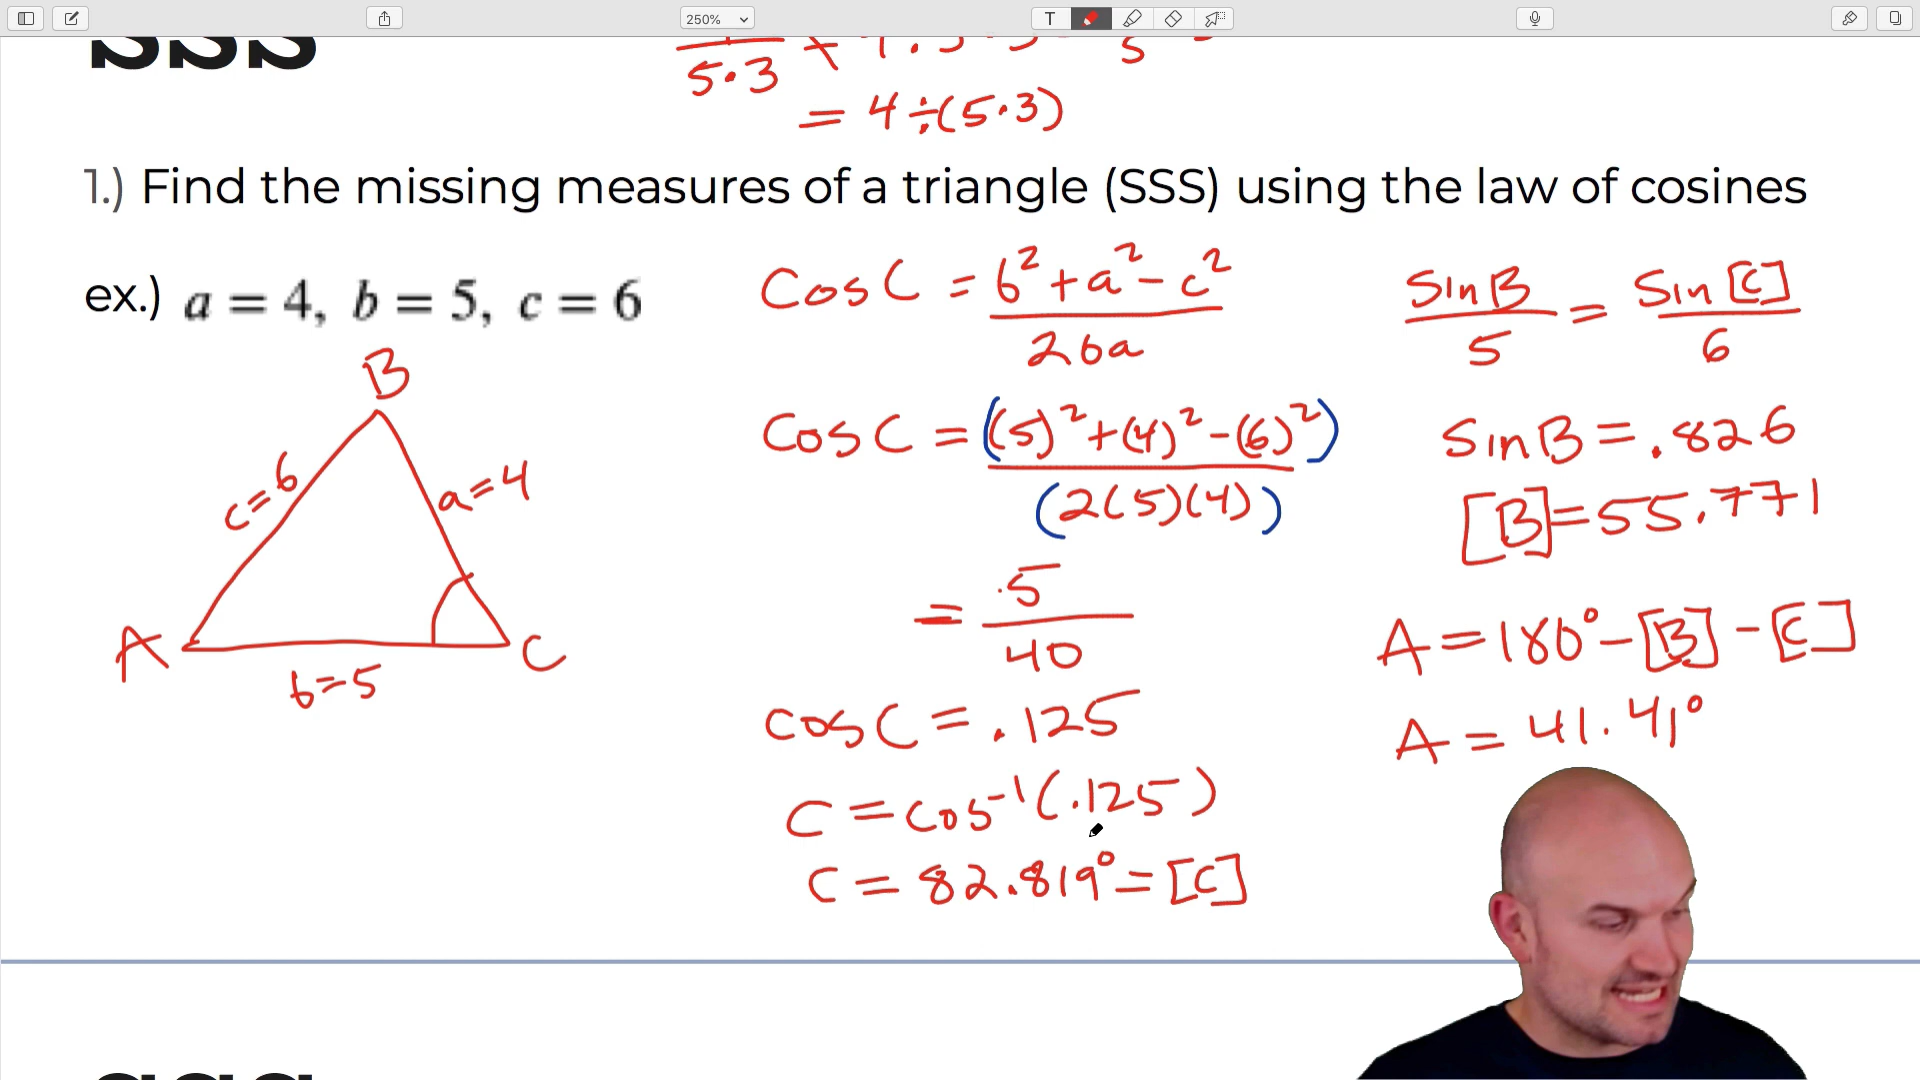 250%
T
SSS
5·3
= 4÷(5·3)
1.) Find the missing measures of a triangle (SSS) using the law of cosines
ex.) a = 4, b = 5, c = 6
B
c=6
a=4
A
C
b=5
Cos C = b²+a²-c²
2ba
Cos C = ((5)²+(4)²-(6)²)
(2(5)(4))
= 5
40
cos C = .125
C = cos⁻¹(.125)
C = 82.819° = [C]
Sin B = Sin [C]
5 6
Sin B = .826
[B] = 55.771
A = 180° - [B] - [C]
A = 41.41°